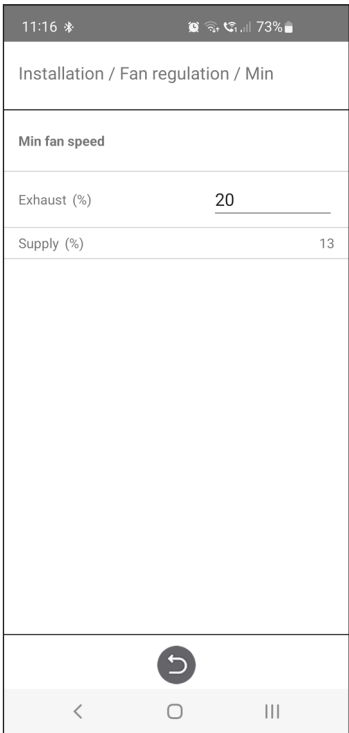 11:16 73%
Installation / Fan regulation / Min
Min fan speed
Exhaust (%) 20
Supply (%) 13